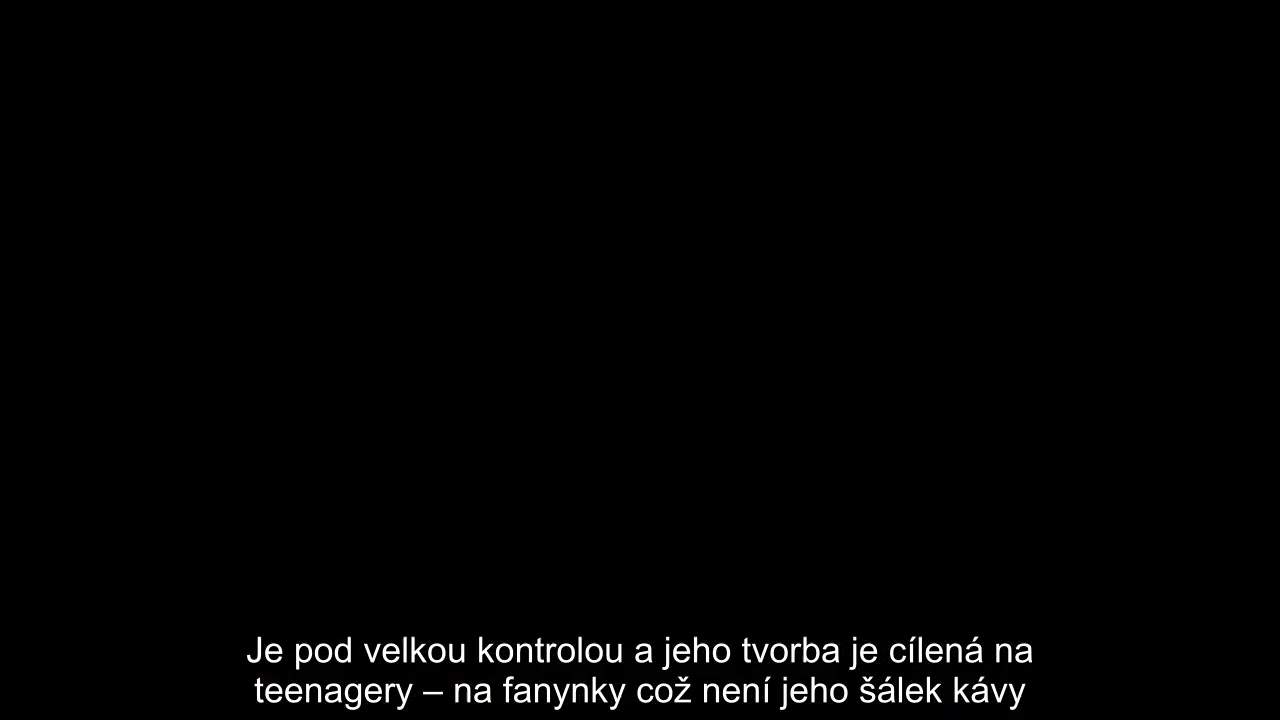 Je pod velkou kontrolou a jeho tvorba je cílená na
teenagery – na fanynky což není jeho šálek kávy